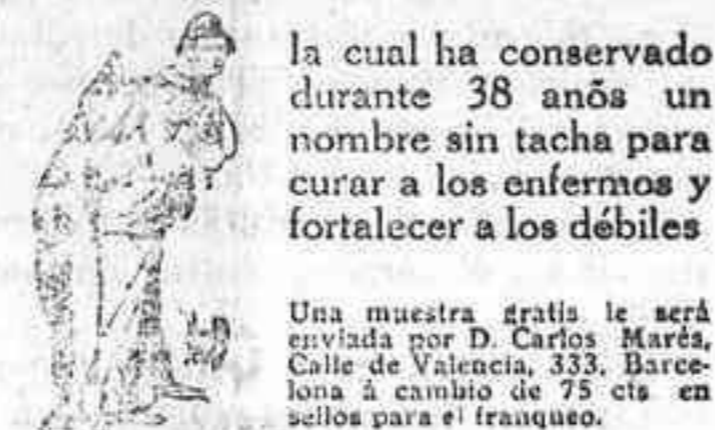 la cual ha conservado
durante 38 anõs un
nombre sin tacha para
curar a los enfermos y
fortalecer a los débiles
Una muestra gratis le será
enviada por D. Carlos Marés,
Calle de Valencia, 333, Barce-
lona á cambio de 75 cts en
sellos para el franqueo.